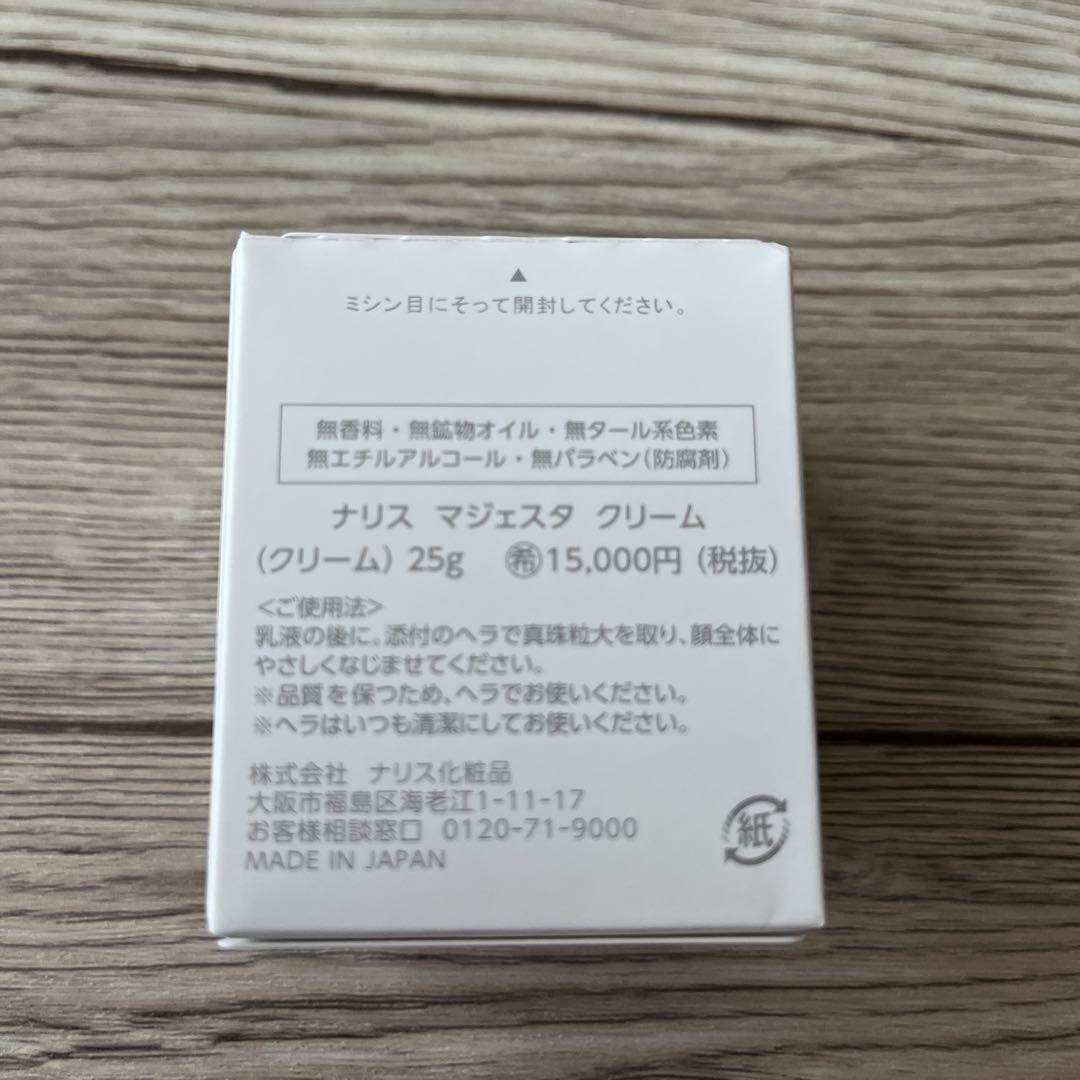 ▲
ミシン目にそって開封してください。
無香料・無鉱物オイル・無タール系色素
無エチルアルコール・無パラベン(防腐剤)
ナリス マジェスタ クリーム
(クリーム) 25g ㊒15,000円 (税抜)
<ご使用法>
乳液の後に。添付のヘラで真珠粒大を取り、顔全体に
やさしくなじませてください。
※品質を保つため、ヘラでお使いください。
※ヘラはいつも清潔にしてお使いください。
株式会社 ナリス化粧品
大阪市福島区海老江1-11-17
お客様相談窓口 0120-71-9000
MADE IN JAPAN
紙